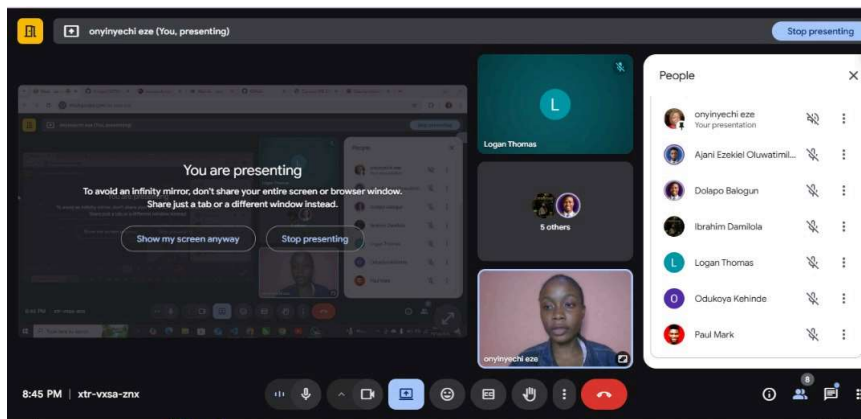 onyinyechi eze (You, presenting)
Stop presenting
You are presenting
To avoid an infinity mirror, don't share your entire screen or browser window.
Share just a tab or a different window instead.
Show my screen anyway
Stop presenting
L
Logan Thomas
5 others
onyinyechi eze
People
onyinyechi eze
Your presentation
Ajani Ezekiel Oluwatimil...
Dolapo Balogun
Ibrahim Damilola
L
Logan Thomas
O
Odukoya Kehinde
Paul Mark
8:45 PM | xtr-vxsa-znx
CC
8